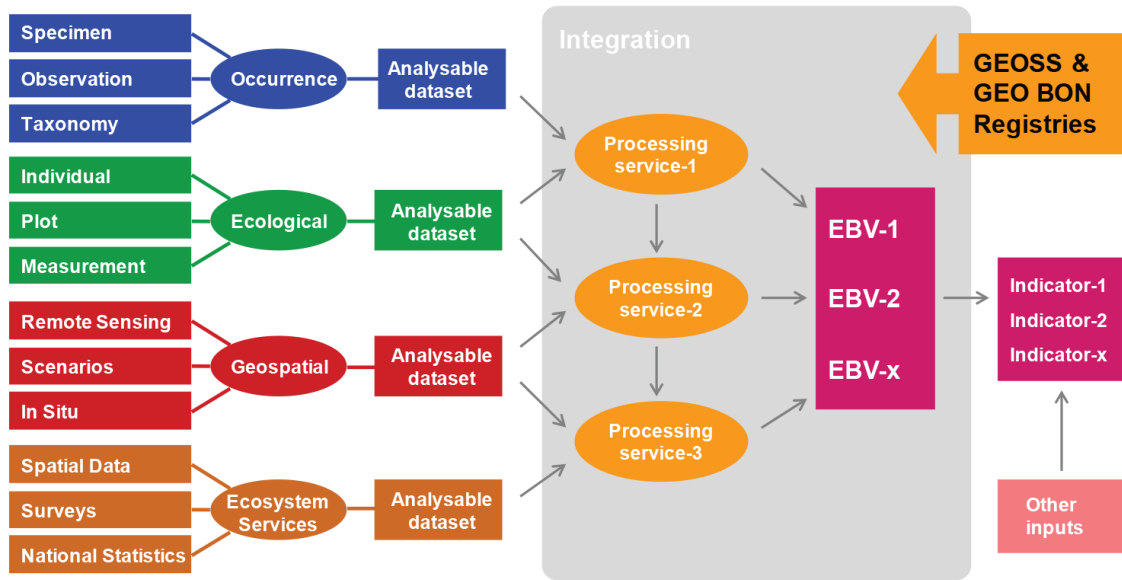 Specimen
Observation
Taxonomy
Occurrence
Analysable
dataset
Individual
Plot
Measurement
Ecological
Analysable
dataset
Remote Sensing
Scenarios
In Situ
Geospatial
Analysable
dataset
Spatial Data
Surveys
National Statistics
Ecosystem
Services
Analysable
dataset
Integration
Processing
service-1
Processing
service-2
Processing
service-3
EBV-1
EBV-2
EBV-x
GEOSS &
GEO BON
Registries
Indicator-1
Indicator-2
Indicator-x
Other
inputs